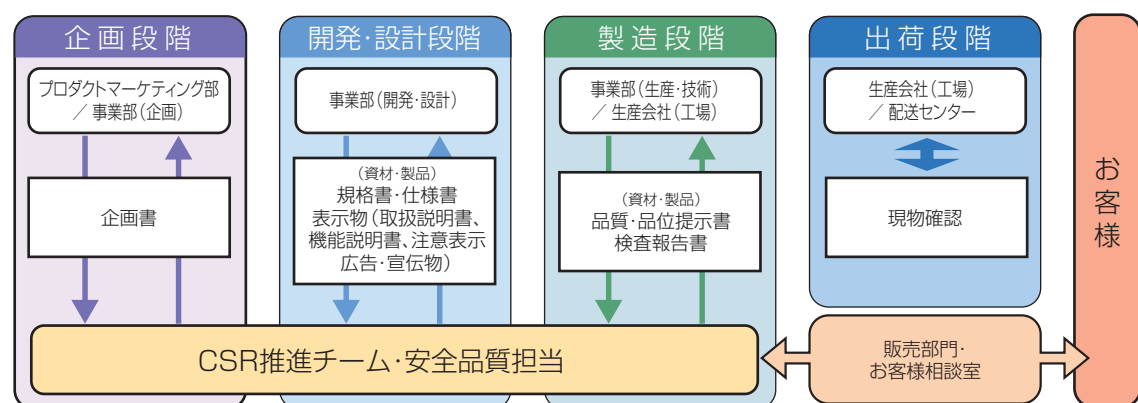 企画段階
プロダクトマーケティング部
／事業部（企画）
企画書
開発・設計段階
事業部（開発・設計）
（資材・製品）
規格書・仕様書
表示物（取扱説明書、
機能説明書、注意表示
広告・宣伝物）
製造段階
事業部（生産・技術）
／生産会社（工場）
（資材・製品）
品質・品位提示書
検査報告書
出荷段階
生産会社（工場）
／配送センター
現物確認
CSR推進チーム・安全品質担当
販売部門・
お客様相談室
お客様